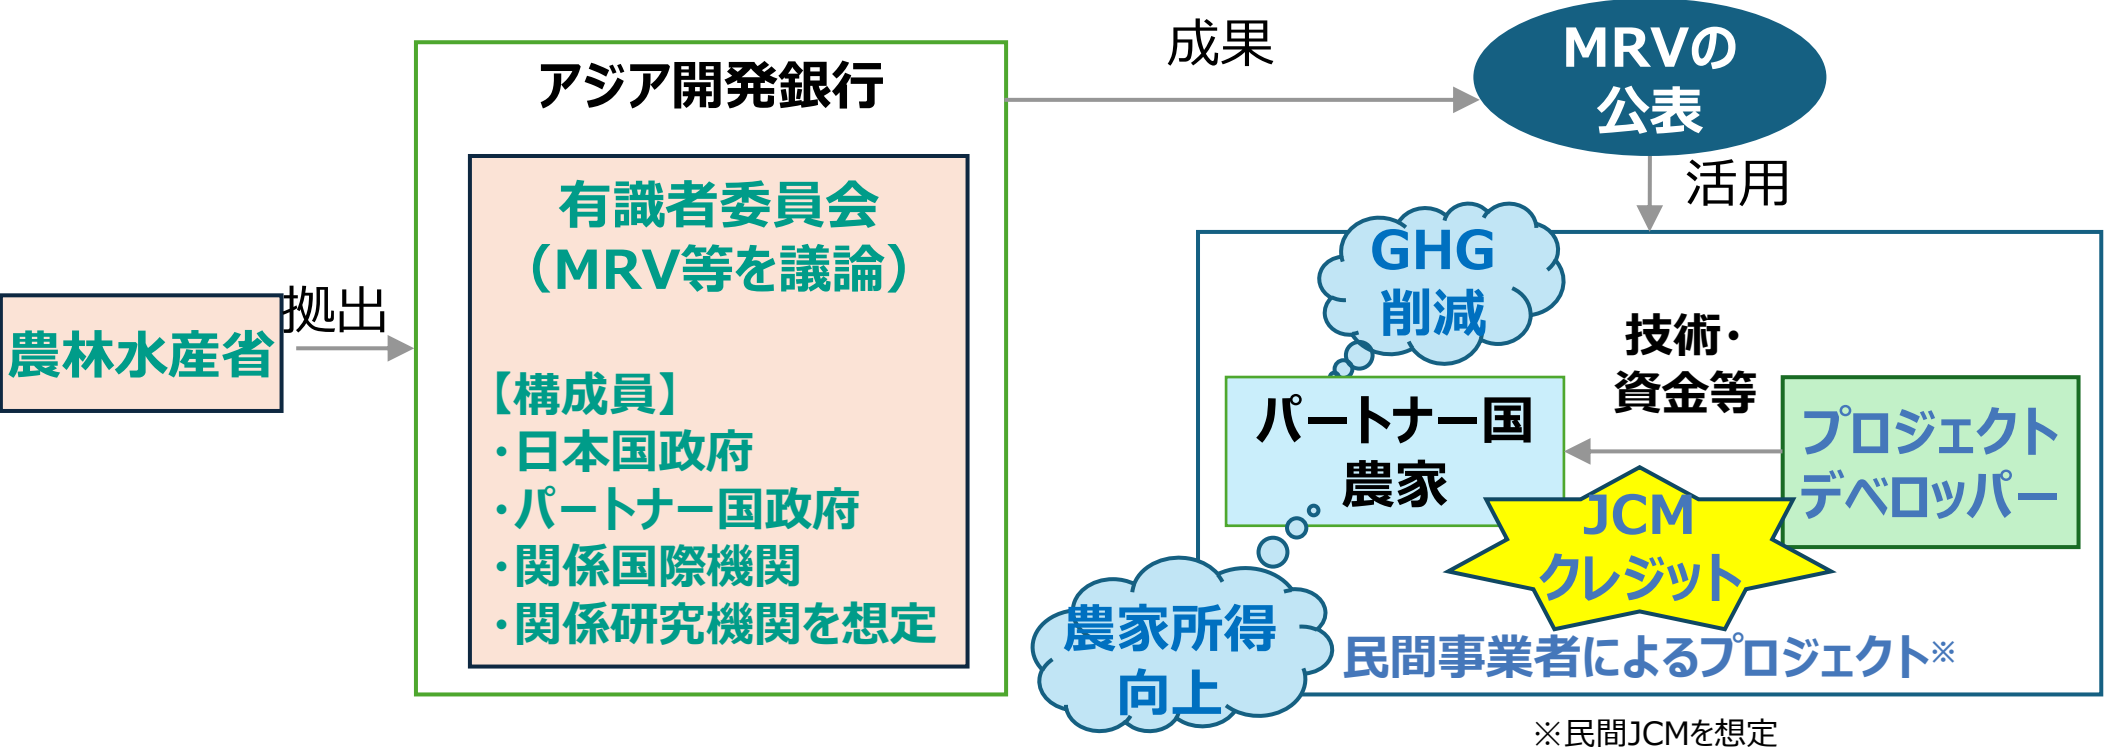 農林水産省
拠出
アジア開発銀行
有識者委員会
（MRV等を議論）
【構成員】
・日本国政府
・パートナー国政府
・関係国際機関
・関係研究機関を想定
成果
MRVの
公表
活用
GHG
削減
技術・
資金等
パートナー国
農家
プロジェクト
デベロッパー
JCM
クレジット
農家所得
向上
民間事業者によるプロジェクト※
※民間JCMを想定